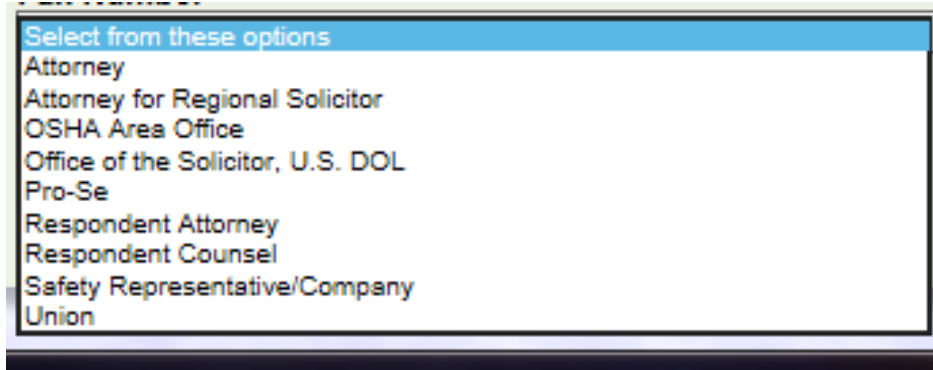 Select from these options
Attorney
Attorney for Regional Solicitor
OSHA Area Office
Office of the Solicitor, U.S. DOL
Pro-Se
Respondent Attorney
Respondent Counsel
Safety Representative/Company
Union